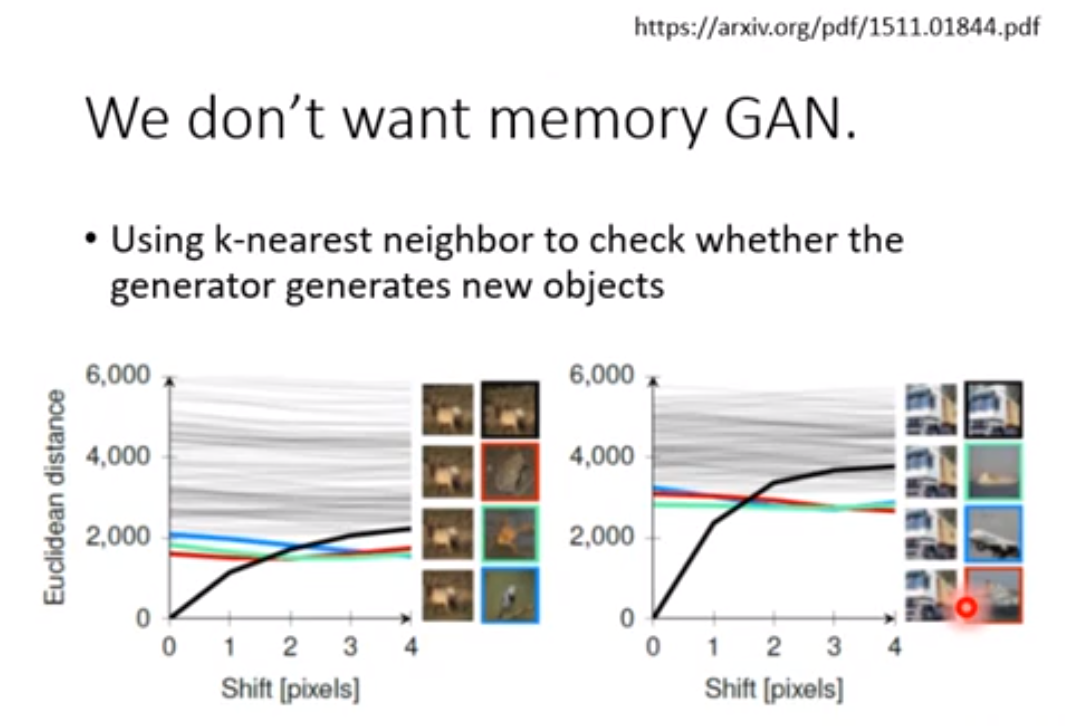 https://arxiv.org/pdf/1511.01844.pdf
We don’t want memory GAN.
• Using k-nearest neighbor to check whether the
generator generates new objects
Euclidean distance
6,000
4,000
2,000
0
0 1 2 3 4
Shift [pixels]
6,000
4,000
2,000
0
0 1 2 3 4
Shift [pixels]